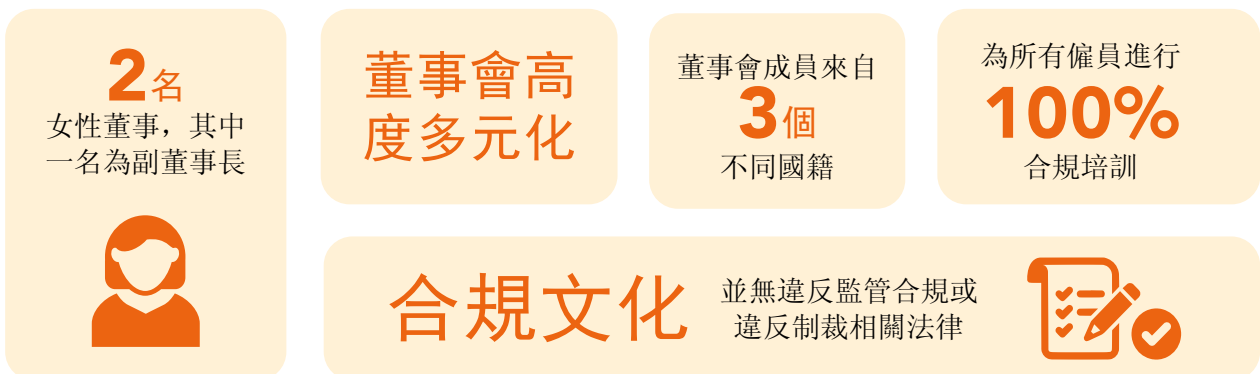 2名
女性董事，其中
一名為副董事長
董事會高
度多元化
董事會成員來自
3個
不同國籍
為所有僱員進行
100%
合規培訓
合規文化
並無違反監管合規或
違反制裁相關法律